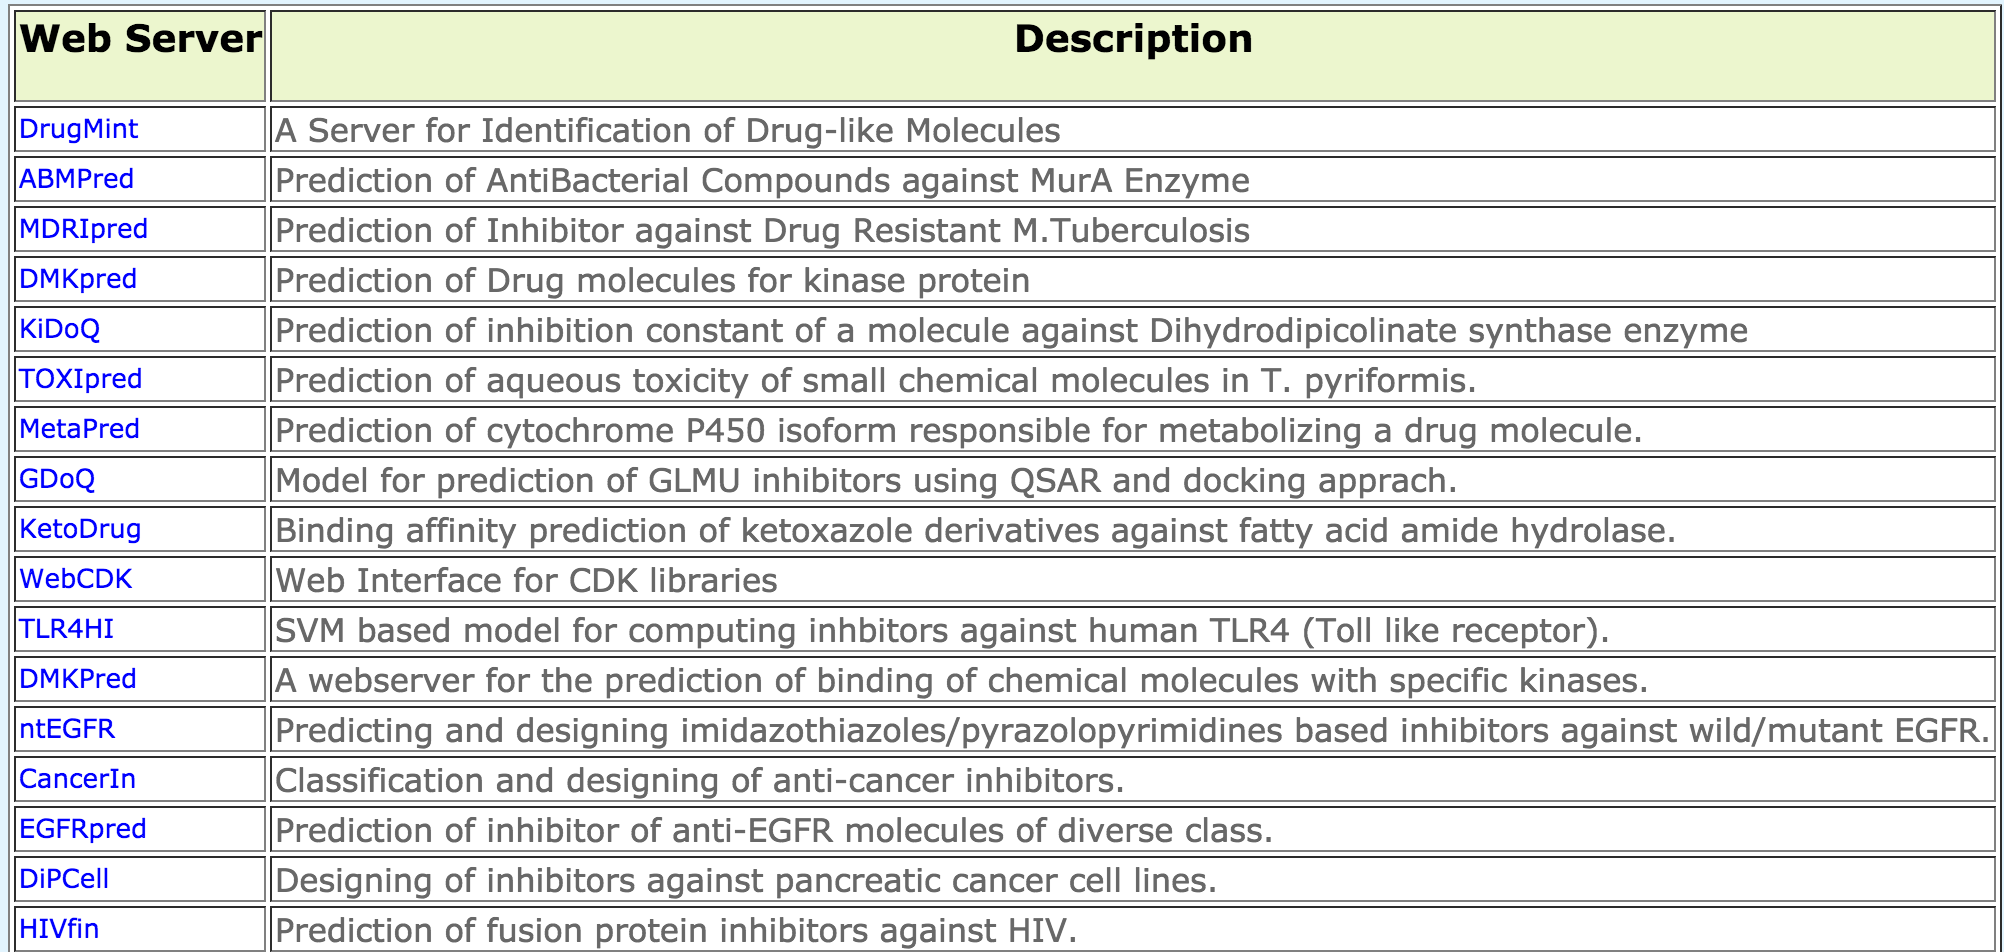 Web Server Description
DrugMint A Server for Identification of Drug-like Molecules
ABMPred Prediction of AntiBacterial Compounds against MurA Enzyme
MDRIpred Prediction of Inhibitor against Drug Resistant M.Tuberculosis
DMKpred Prediction of Drug molecules for kinase protein
KiDoQ Prediction of inhibition constant of a molecule against Dihydrodipicolinate synthase enzyme
TOXIpred Prediction of aqueous toxicity of small chemical molecules in T. pyriformis.
MetaPred Prediction of cytochrome P450 isoform responsible for metabolizing a drug molecule.
GDoQ Model for prediction of GLMU inhibitors using QSAR and docking apprach.
KetoDrug Binding affinity prediction of ketoxazole derivatives against fatty acid amide hydrolase.
WebCDK Web Interface for CDK libraries
TLR4HI SVM based model for computing inhbitors against human TLR4 (Toll like receptor).
DMKPred A webserver for the prediction of binding of chemical molecules with specific kinases.
ntEGFR Predicting and designing imidazothiazoles/pyrazolopyrimidines based inhibitors against wild/mutant EGFR.
CancerIn Classification and designing of anti-cancer inhibitors.
EGFRpred Prediction of inhibitor of anti-EGFR molecules of diverse class.
DiPCell Designing of inhibitors against pancreatic cancer cell lines.
HIVfin Prediction of fusion protein inhibitors against HIV.